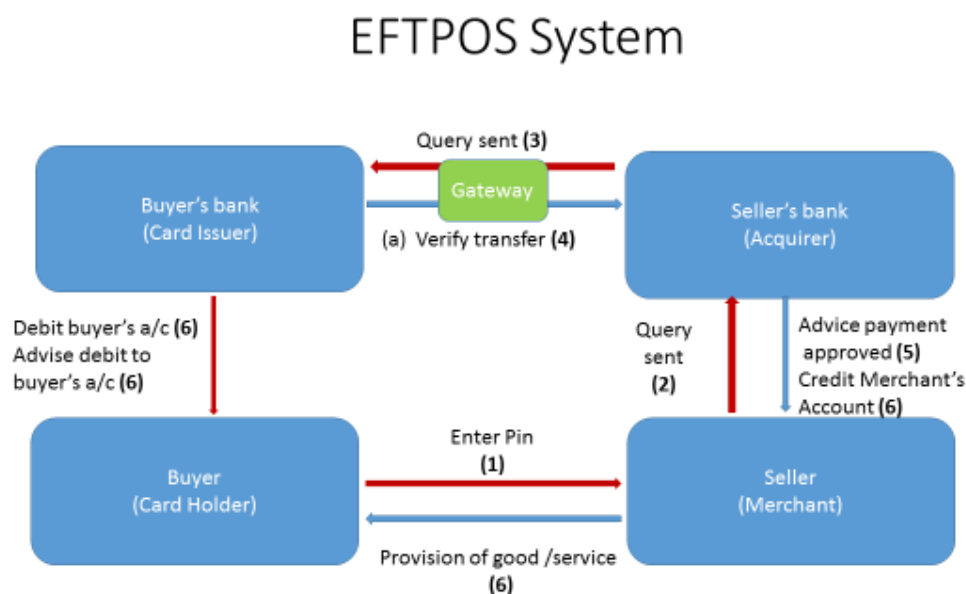 EFTPOS System
Query sent (3)
Gateway
Buyer's bank
(Card Issuer)
Seller's bank
(Acquirer)
(a) Verify transfer (4)
Debit buyer's a/c (6)
Advise debit to
buyer's a/c (6)
Query
sent
(2)
Advice payment
approved (5)
Credit Merchant's
Account (6)
Enter Pin
(1)
Buyer
(Card Holder)
Seller
(Merchant)
Provision of good /service
(6)